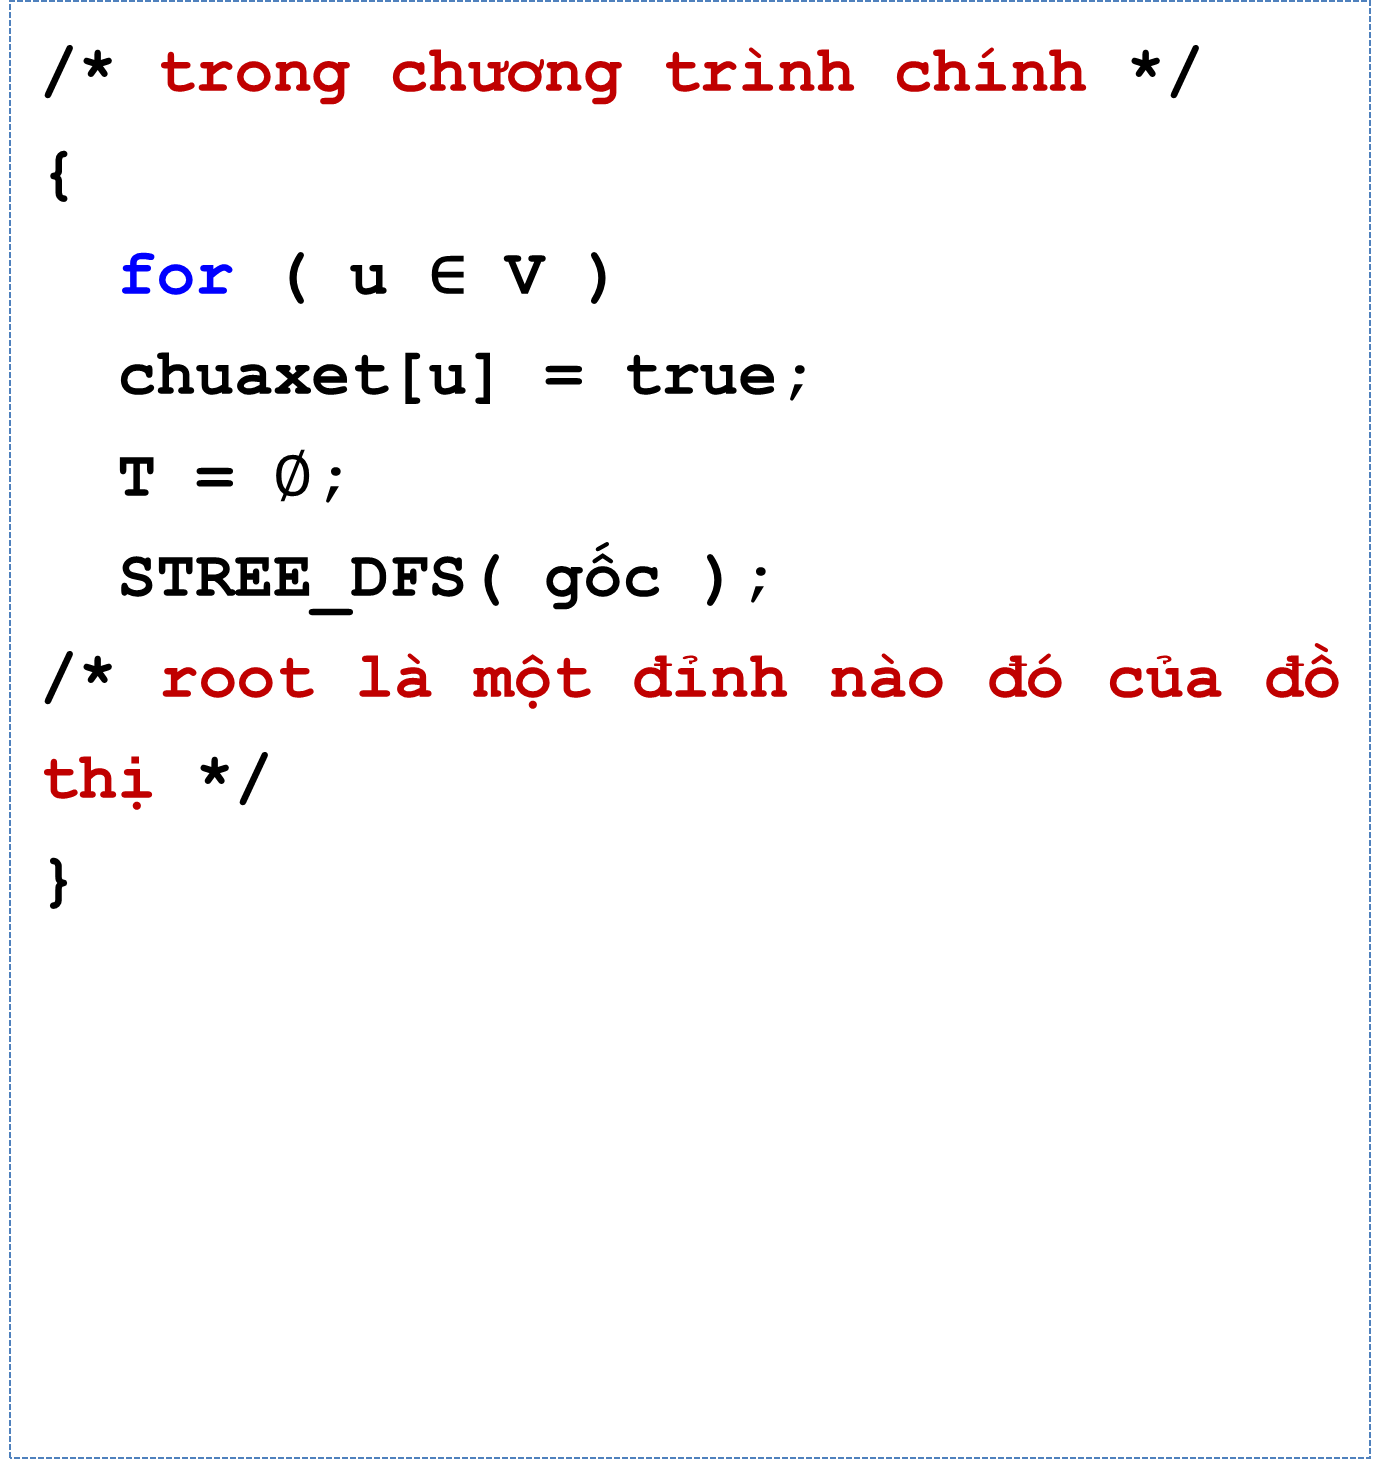 /* trong chương trình chính */
{
for ( u ∈ V )
chuaxet[u] = true;
T = ∅;
STREE_DFS( gốc );
/* root là một đỉnh nào đó của đồ
thị */
}